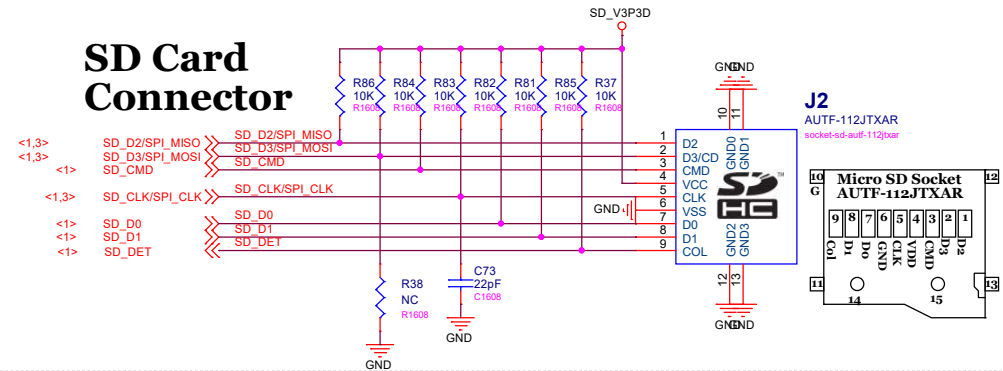 SD_V3P3D
SD Card
Connector
R86 R84 R83 R82 R81 R85 R37
10K 10K 10K 10K 10K 10K 10K
R1608 R1608 R1608 R1608 R1608 R1608 R1608
GND GND
10 11
J2
AUTF-112JTXAR
socket-sd-autf-112jtxar
<1,3> SD_D2/SPI_MISO SD_D2/SPI_MISO 1 D2
<1,3> SD_D3/SPI_MOSI SD_D3/SPI_MOSI 2 D3/CD
<1> SD_CMD SD_CMD 3 CMD
4 VCC
<1,3> SD_CLK/SPI_CLK SD_CLK/SPI_CLK 5 CLK
GND 6 VSS
<1> SD_D0 SD_D0 7 D0
<1> SD_D1 SD_D1 8 D1
<1> SD_DET SD_DET 9 COL
GND0 GND1
SD HC TM
GND2 GND3
12 13
GND GND
R38
NC
R1608
GND
C73
22pF
C1608
GND
10 Micro SD Socket 12
G AUTF-112JTXAR
9 8 7 6 5 4 3 2 1
Col D1 D0 GND CLK VDD CMD D3 D2
11 13
14 15